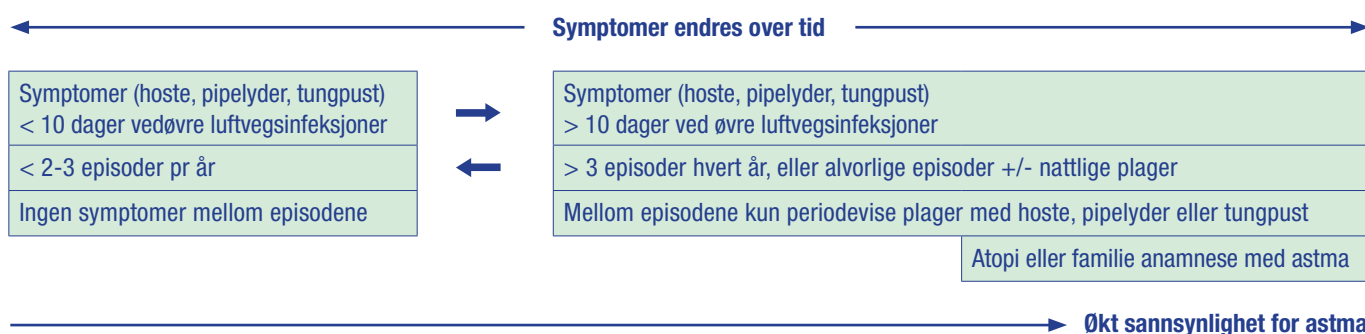 Symptomer endres over tid
Symptomer (hoste, pipelyder, tungpust)
< 10 dager vedøvre luftvegsinfeksjoner
< 2-3 episoder pr år
Ingen symptomer mellom episodene
Symptomer (hoste, pipelyder, tungpust)
> 10 dager ved øvre luftvegsinfeksjoner
> 3 episoder hvert år, eller alvorlige episoder +/- nattlige plager
Mellom episodene kun periodevise plager med hoste, pipelyder eller tungpust
Atopi eller familie anamnese med astma
Økt sannsynlighet for astma